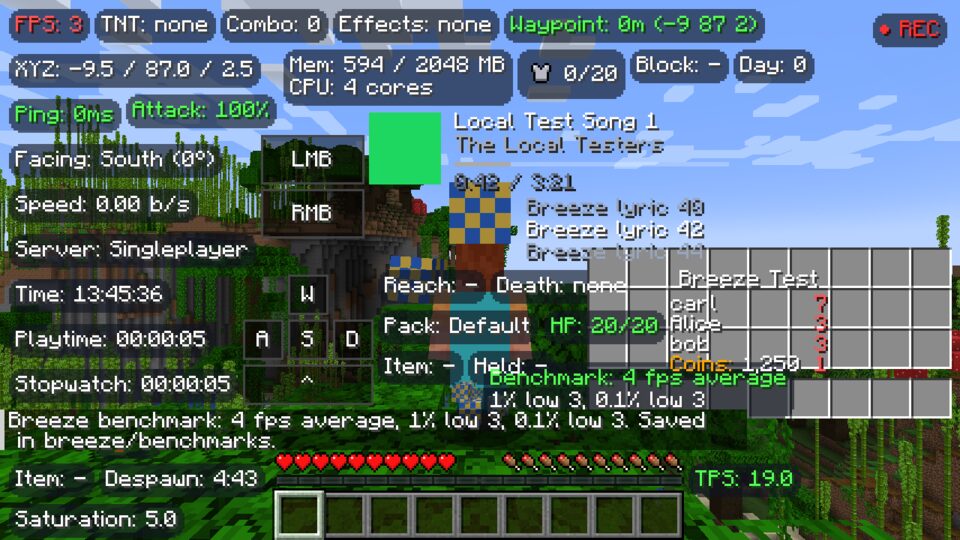 FPS: 3
TNT: none
Combo: 0
Effects: none
Waypoint: 0m (-9 87 2)
REC
XYZ: -9.5 / 87.0 / 2.5
Mem: 594 / 2048 MB
CPU: 4 cores
0/20
Block: -
Day: 0
Ping: 0ms
Attack: 100%
Local Test Song 1
The Local Testers
0:42 / 3:21
Facing: South (0°)
LMB
Speed: 0.00 b/s
RMB
Breeze lyric 40
Breeze lyric 42
Breeze lyric 44
Server: Singleplayer
Breeze Test
Reach: -
Death: none
Time: 13:45:36
W
carl 7
Alice 3
bob 3
Coins: 1,250 1
Pack: Default
HP: 20/20
Playtime: 00:00:05
A
S
D
Item: -
Held: -
Stopwatch: 00:00:05
^
Benchmark: 4 fps average
1% low 3, 0.1% low 3
Breeze benchmark: 4 fps average, 1% low 3, 0.1% low 3. Saved
in breeze/benchmarks.
Item: -
Despawn: 4:43
TPS: 19.0
Saturation: 5.0